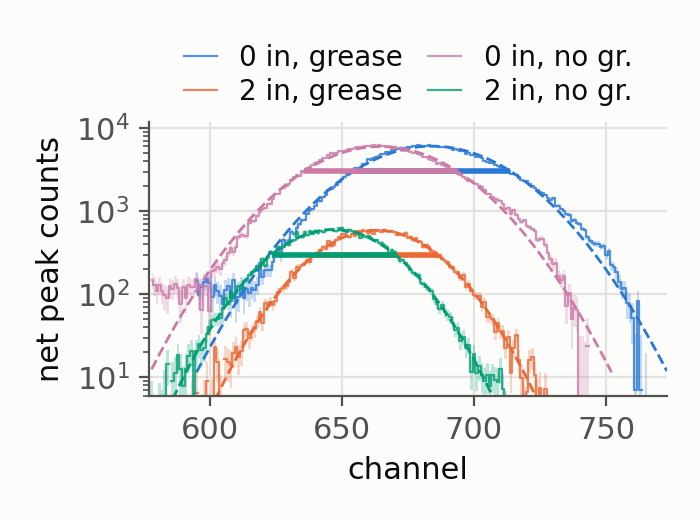 0 in, grease
0 in, no gr.
2 in, grease
2 in, no gr.
10⁴
10³
10²
10¹
net peak counts
600
650
700
750
channel